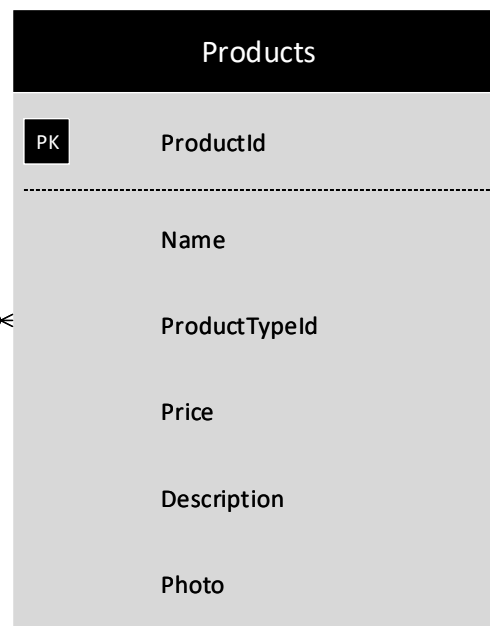 Products
PK ProductId
Name
ProductTypeId
Price
Description
Photo